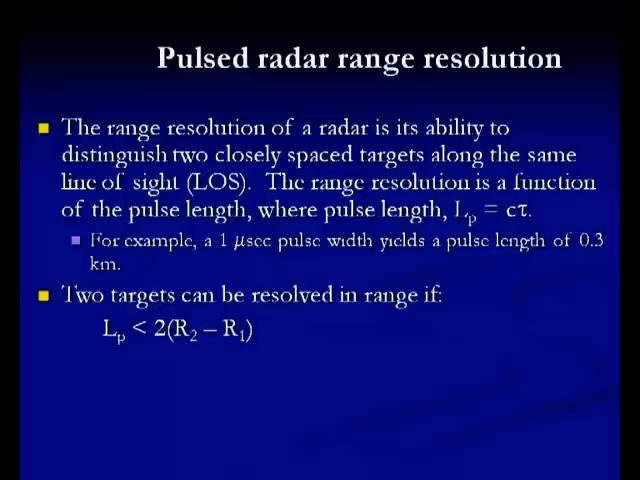 Pulsed radar range resolution
The range resolution of a radar is its ability to
distinguish two closely spaced targets along the same
line of sight (LOS). The range resolution is a function
of the pulse length, where pulse length, Lp = cτ.
For example, a 1 μsec pulse width yields a pulse length of 0.3
km.
Two targets can be resolved in range if:
Lp < 2(R2 – R1)